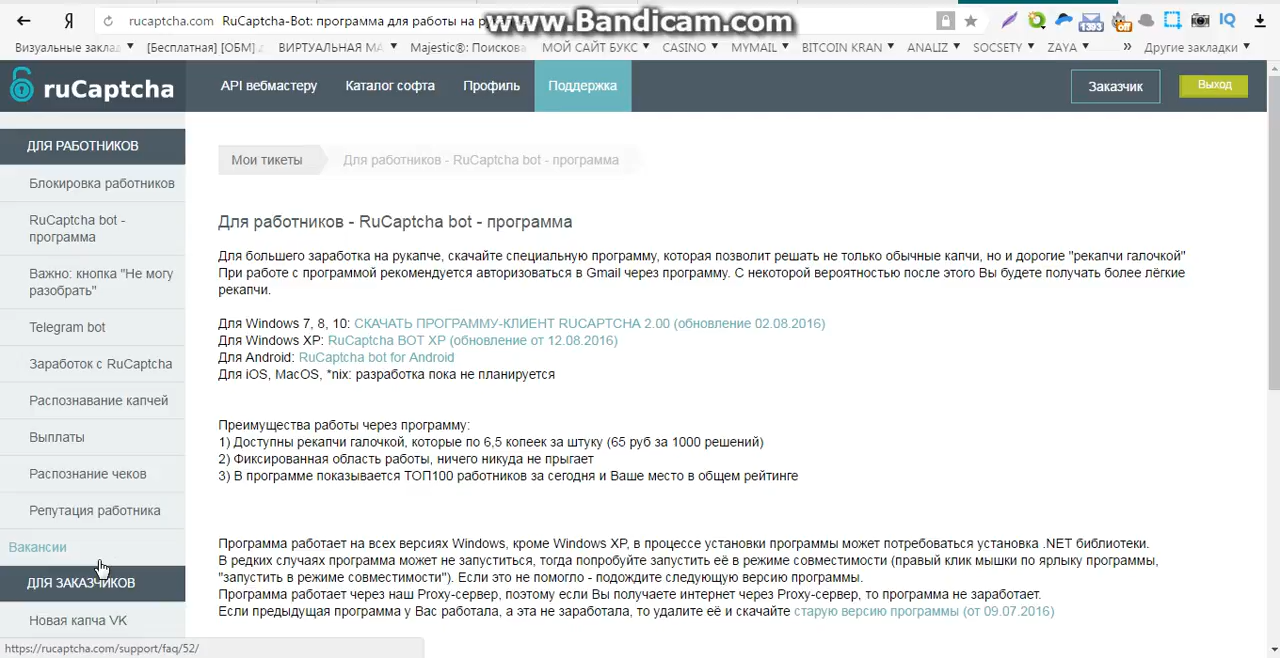 rucaptcha.com RuCaptcha-Bot: программа для работы на
www.Bandicam.com
Визуальные заклад [Бесплатная] [ОБМ] ВИРТУАЛЬНАЯ МА Majestic®: Поискова МОЙ САЙТ БУКС CASINO MYMAIL BITCOIN KRAN ANALIZ SOCSETY ZAYA » Другие закладки
ruCaptcha API вебмастеру Каталог софта Профиль Поддержка Заказчик Выход
ДЛЯ РАБОТНИКОВ
Блокировка работников
RuCaptcha bot -
программа
Важно: кнопка "Не могу
разобрать"
Telegram bot
Заработок с RuCaptcha
Распознавание капчей
Выплаты
Распознание чеков
Репутация работника
Вакансии
ДЛЯ ЗАКАЗЧИКОВ
Новая капча VK
https://rucaptcha.com/support/faq/52/
Мои тикеты Для работников - RuCaptcha bot - программа
Для работников - RuCaptcha bot - программа
Для большего заработка на рукапче, скачайте специальную программу, которая позволит решать не только обычные капчи, но и дорогие "рекапчи галочкой"
При работе с программой рекомендуется авторизоваться в Gmail через программу. С некоторой вероятностью после этого Вы будете получать более лёгкие
рекапчи.
Для Windows 7, 8, 10: СКАЧАТЬ ПРОГРАММУ-КЛИЕНТ RUCAPTCHA 2.00 (обновление 02.08.2016)
Для Windows XP: RuCaptcha BOT XP (обновление от 12.08.2016)
Для Android: RuCaptcha bot for Android
Для iOS, MacOS, *nix: разработка пока не планируется
Преимущества работы через программу:
1) Доступны рекапчи галочкой, которые по 6,5 копеек за штуку (65 руб за 1000 решений)
2) Фиксированная область работы, ничего никуда не прыгает
3) В программе показывается ТОП100 работников за сегодня и Ваше место в общем рейтинге
Программа работает на всех версиях Windows, кроме Windows XP, в процессе установки программы может потребоваться установка .NET библиотеки.
В редких случаях программа может не запуститься, тогда попробуйте запустить её в режиме совместимости (правый клик мышки по ярлыку программы,
"запустить в режиме совместимости"). Если это не помогло - подождите следующую версию программы.
Программа работает через наш Proxy-сервер, поэтому если Вы получаете интернет через Proxy-сервер, то программа не заработает.
Если предыдущая программа у Вас работала, а эта не заработала, то удалите её и скачайте старую версию программы (от 09.07.2016)